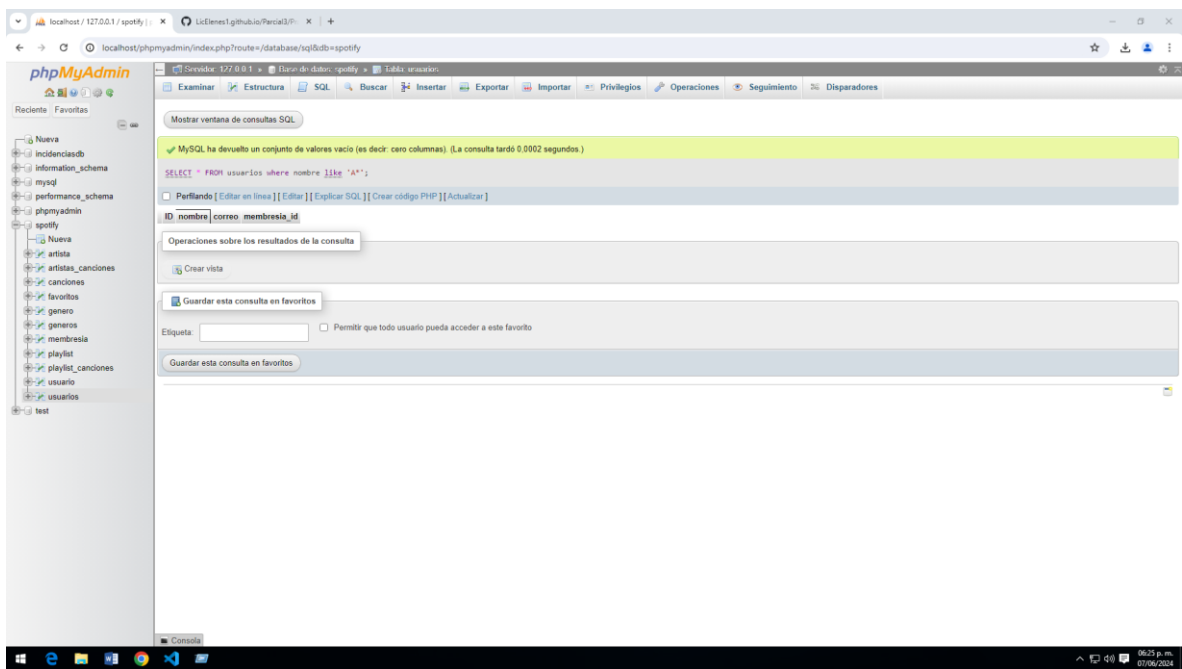 localhost / 127.0.0.1 / spotify | p
LicElenes1.github.io/Parcial3/P
localhost/phpmyadmin/index.php?route=/database/sql&db=spotify
phpMyAdmin
Reciente Favoritas
Nueva
incidenciasdb
information_schema
mysql
performance_schema
phpmyadmin
spotify
Nueva
artista
artistas_canciones
canciones
favoritos
genero
generos
membresia
playlist
playlist_canciones
usuario
usuarios
test
Servidor: 127.0.0.1 » Base de datos: spotify » Tabla: usuarios
Examinar Estructura SQL Buscar Insertar Exportar Importar Privilegios Operaciones Seguimiento Disparadores
Mostrar ventana de consultas SQL
MySQL ha devuelto un conjunto de valores vacío (es decir: cero columnas). (La consulta tardó 0,0002 segundos.)
SELECT * FROM usuarios where nombre like 'A*';
Perfilando [ Editar en línea ] [ Editar ] [ Explicar SQL ] [ Crear código PHP ] [ Actualizar ]
ID nombre correo membresia_id
Operaciones sobre los resultados de la consulta
Crear vista
Guardar esta consulta en favoritos
Etiqueta:
Permitir que todo usuario pueda acceder a este favorito
Guardar esta consulta en favoritos
Consola
06:25 p. m.
07/06/2024